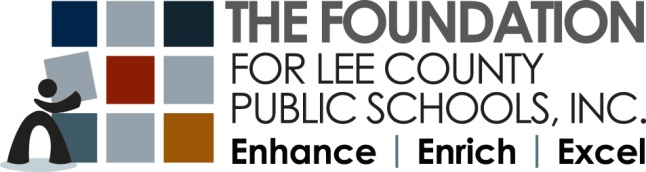 THE FOUNDATION
FOR LEE COUNTY
PUBLIC SCHOOLS, INC.
Enhance | Enrich | Excel